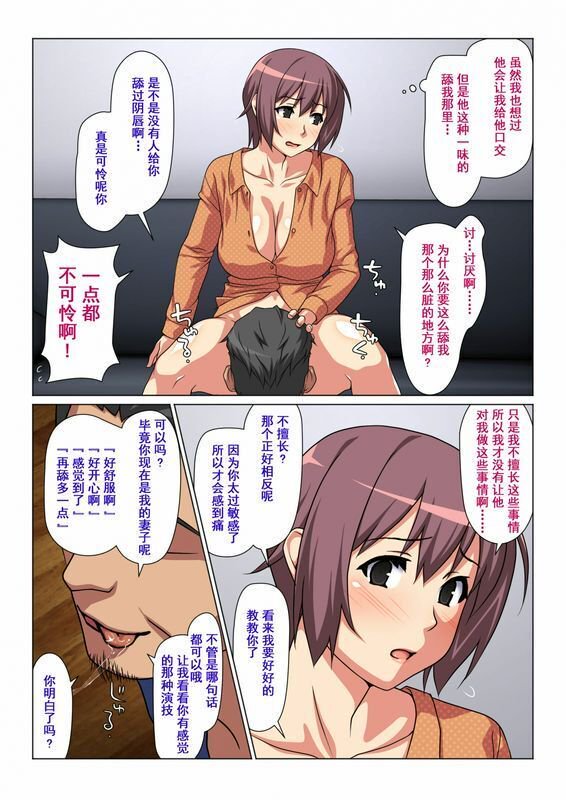 虽然我也想过
他会让我给他口交
但是他这种一味的
舔我那里…
是不是没有人给你
舔过阴唇啊…
真是可怜呢你
讨…讨厌啊…
为什么你要这么舔我
那个那么脏的地方啊?
一点都
不可怜啊!
ちゅ
ぢゅ
只是我不擅长这些事情
所以我才没有让他
对我做这些事情啊……
不擅长?
那个正好相反呢
因为你太过敏感了
所以才会感到痛
看来我要好好的
教教你了
可以吗?
毕竟你现在是我的妻子呢
『好舒服啊』
『好开心啊』
『感觉到了』
『再舔多一点』
不管是哪句话
都可以哦
让我看看你有感觉
的那种演技
你明白了吗?
じゅる